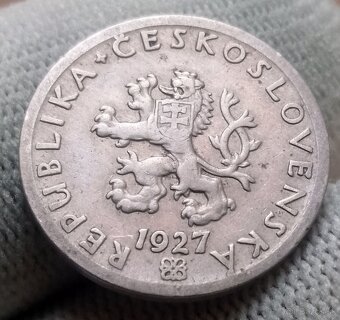 REPUBLIKA ★ ČESKOSLOVENSKÁ
1927